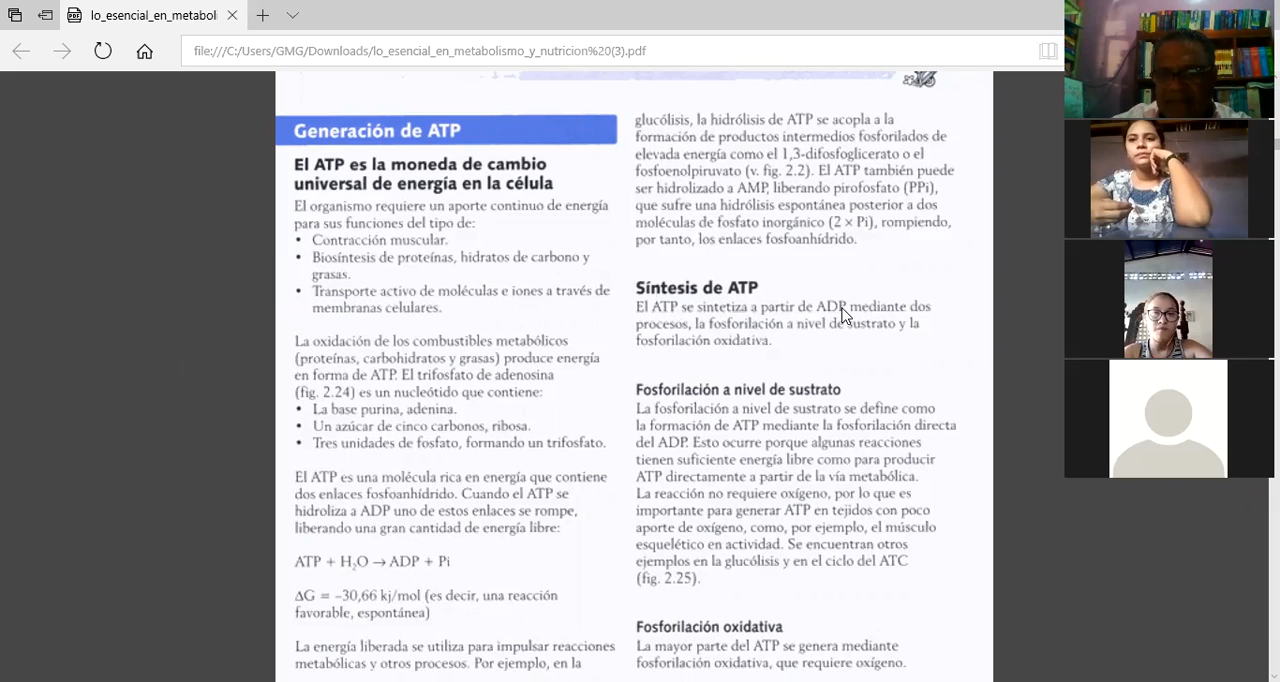 lo_esencial_en_metaboli
file:///C:/Users/GMG/Downloads/lo_esencial_en_metabolismo_y_nutricion%20(3).pdf
Generación de ATP
El ATP es la moneda de cambio
universal de energía en la célula
El organismo requiere un aporte continuo de energía
para sus funciones del tipo de:
• Contracción muscular.
• Biosíntesis de proteínas, hidratos de carbono y
grasas.
• Transporte activo de moléculas e iones a través de
membranas celulares.
La oxidación de los combustibles metabólicos
(proteínas, carbohidratos y grasas) produce energía
en forma de ATP. El trifosfato de adenosina
(fig. 2.24) es un nucleótido que contiene:
• La base purina, adenina.
• Un azúcar de cinco carbonos, ribosa.
• Tres unidades de fosfato, formando un trifosfato.
El ATP es una molécula rica en energía que contiene
dos enlaces fosfoanhídrido. Cuando el ATP se
hidroliza a ADP uno de estos enlaces se rompe,
liberando una gran cantidad de energía libre:
ATP + H₂O → ADP + Pi
ΔG = –30,66 kj/mol (es decir, una reacción
favorable, espontánea)
La energía liberada se utiliza para impulsar reacciones
metabólicas y otros procesos. Por ejemplo, en la
glucólisis, la hidrólisis de ATP se acopla a la
formación de productos intermedios fosforilados de
elevada energía como el 1,3-difosfoglicerato o el
fosfoenolpiruvato (v. fig. 2.2). El ATP también puede
ser hidrolizado a AMP, liberando pirofosfato (PPi),
que sufre una hidrólisis espontánea posterior a dos
moléculas de fosfato inorgánico (2 × Pi), rompiendo,
por tanto, los enlaces fosfoanhídrido.
Síntesis de ATP
El ATP se sintetiza a partir de ADP mediante dos
procesos, la fosforilación a nivel de sustrato y la
fosforilación oxidativa.
Fosforilación a nivel de sustrato
La fosforilación a nivel de sustrato se define como
la formación de ATP mediante la fosforilación directa
del ADP. Esto ocurre porque algunas reacciones
tienen suficiente energía libre como para producir
ATP directamente a partir de la vía metabólica.
La reacción no requiere oxígeno, por lo que es
importante para generar ATP en tejidos con poco
aporte de oxígeno, como, por ejemplo, el músculo
esquelético en actividad. Se encuentran otros
ejemplos en la glucólisis y en el ciclo del ATC
(fig. 2.25).
Fosforilación oxidativa
La mayor parte del ATP se genera mediante
fosforilación oxidativa, que requiere oxígeno.